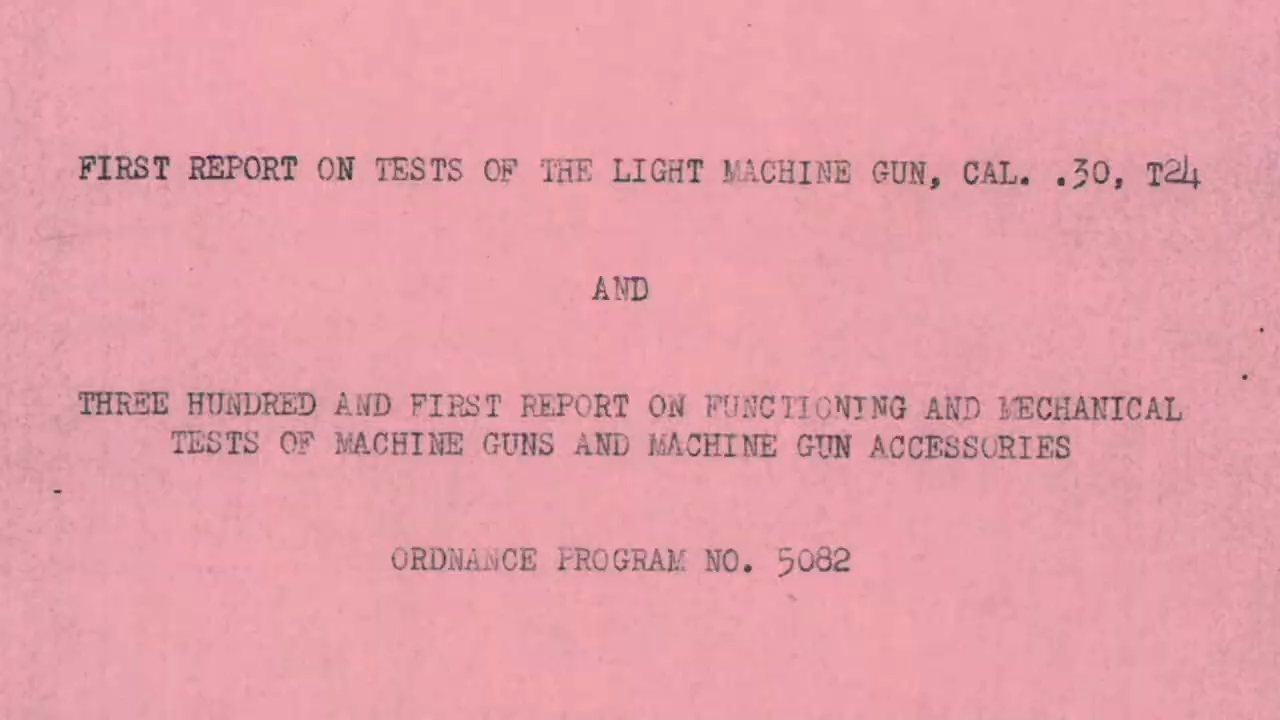 FIRST REPORT ON TESTS OF THE LIGHT MACHINE GUN, CAL. .30, T24
AND
THREE HUNDRED AND FIRST REPORT ON FUNCTIONING AND MECHANICAL
TESTS OF MACHINE GUNS AND MACHINE GUN ACCESSORIES
ORDNANCE PROGRAM NO. 5082